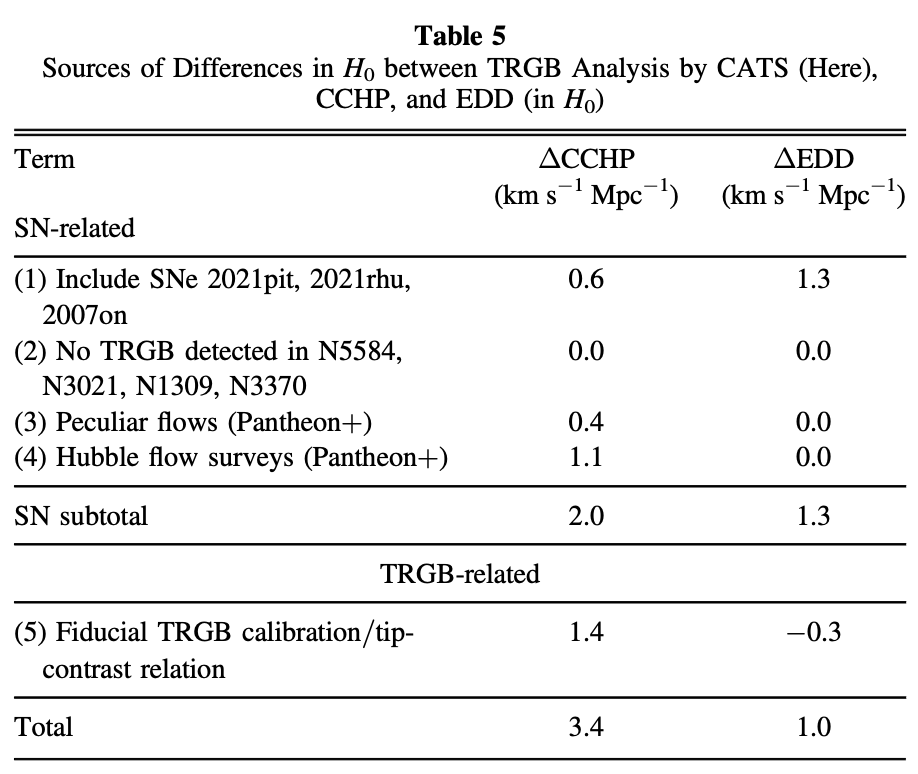 Table 5
Sources of Differences in H₀ between TRGB Analysis by CATS (Here),
CCHP, and EDD (in H₀)
Term △CCHP △EDD
(km s⁻¹ Mpc⁻¹) (km s⁻¹ Mpc⁻¹)
SN-related
(1) Include SNe 2021pit, 2021rhu, 0.6 1.3
2007on
(2) No TRGB detected in N5584, 0.0 0.0
N3021, N1309, N3370
(3) Peculiar flows (Pantheon+) 0.4 0.0
(4) Hubble flow surveys (Pantheon+) 1.1 0.0
SN subtotal 2.0 1.3
TRGB-related
(5) Fiducial TRGB calibration/tip- 1.4 −0.3
contrast relation
Total 3.4 1.0